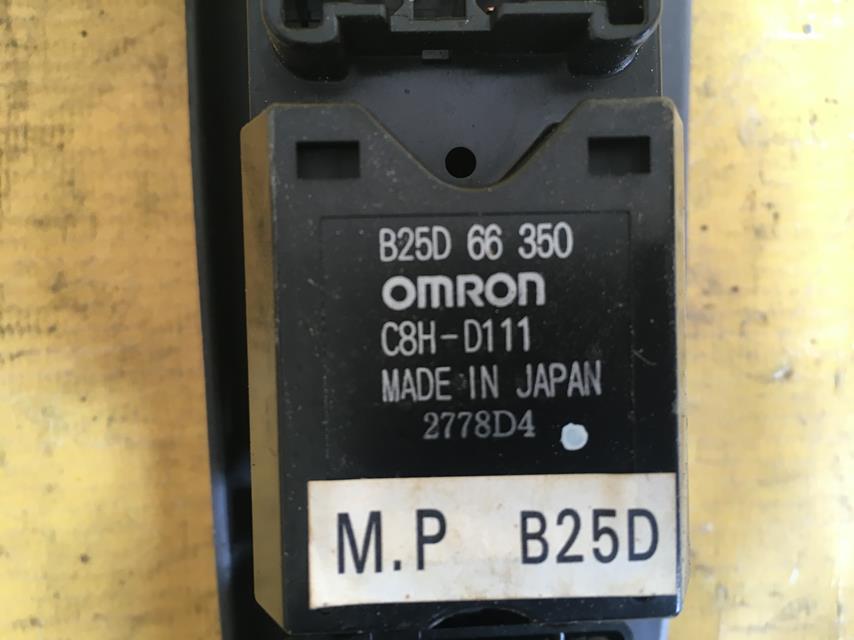 B25D 66 350
OMRON
C8H-D111
MADE IN JAPAN
2778D4
M.P B25D